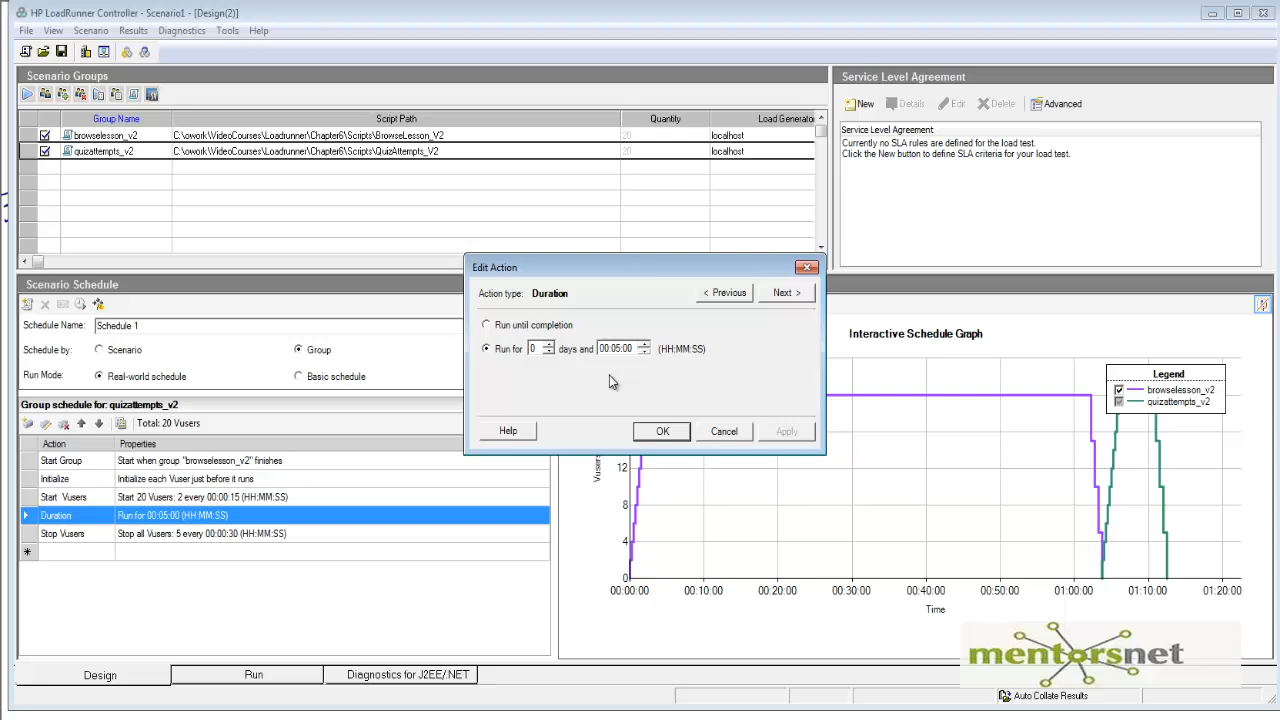 HP LoadRunner Controller - Scenario1 - [Design(2)]
File View Scenario Results Diagnostics Tools Help
Scenario Groups
Group Name Script Path Quantity Load Generato
browselesson_v2 C:\owork\VideoCourses\Loadrunner\Chapter6\Scripts\BrowseLesson_V2 20 localhost
quizattempts_v2 C:\owork\VideoCourses\Loadrunner\Chapter6\Scripts\QuizAttempts_V2 20 localhost
Service Level Agreement
New Details Edit Delete Advanced
Service Level Agreement
Currently no SLA rules are defined for the load test.
Click the New button to define SLA criteria for your load test.
Edit Action
Action type: Duration < Previous Next >
Run until completion
Run for 0 days and 00:05:00 (HH:MM:SS)
Help OK Cancel Apply
Scenario Schedule
Schedule Name: Schedule 1
Schedule by: Scenario Group
Run Mode: Real-world schedule Basic schedule
Group schedule for: quizattempts_v2
Total: 20 Vusers
Action Properties
Start Group Start when group "browselesson_v2" finishes
Initialize Initialize each Vuser just before it runs
Start Vusers Start 20 Vusers: 2 every 00:00:15 (HH:MM:SS)
Duration Run for 00:05:00 (HH:MM:SS)
Stop Vusers Stop all Vusers: 5 every 00:00:30 (HH:MM:SS)
*
Interactive Schedule Graph
Legend
browselesson_v2
quizattempts_v2
Vusers
12
8
4
0
00:00:00 00:10:00 00:20:00 00:30:00 00:40:00 00:50:00 01:00:00 01:10:00 01:20:00
Time
mentorsnet
Design Run Diagnostics for J2EE/.NET
Auto Collate Results